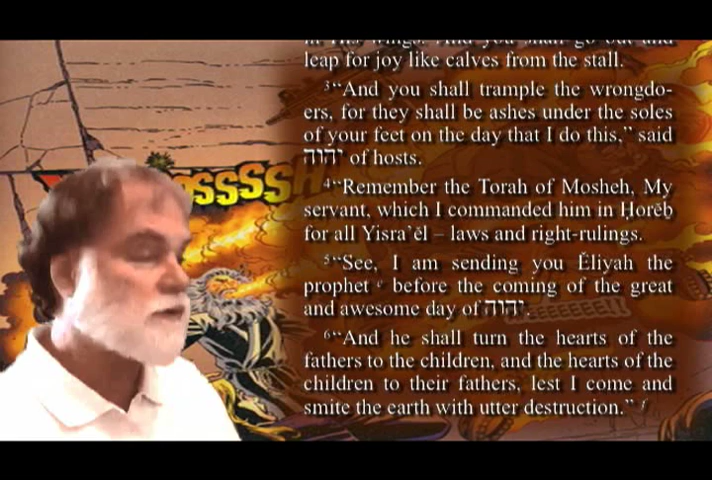 leap for joy like calves from the stall.
3“And you shall trample the wrongdo-
ers, for they shall be ashes under the soles
of your feet on the day that I do this,” said
יהוה of hosts.
4“Remember the Torah of Mosheh, My
servant, which I commanded him in Ḥorĕḇ
for all Yisra’ĕl – laws and right-rulings.
5“See, I am sending you Ĕliyah the
prophet e before the coming of the great
and awesome day of יהוה.
6“And he shall turn the hearts of the
fathers to the children, and the hearts of the
children to their fathers, lest I come and
smite the earth with utter destruction.” f